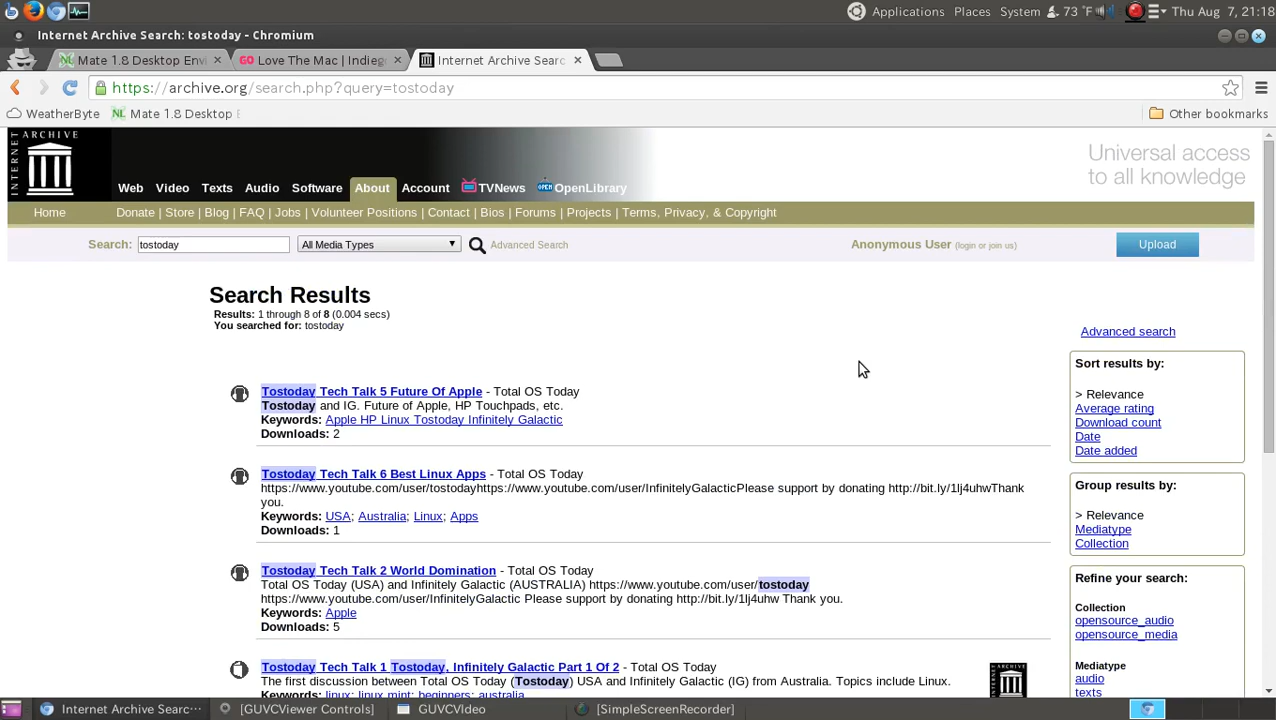 Applications Places System 73 °F Thu Aug 7, 21:18
Internet Archive Search: tostoday - Chromium
Mate 1.8 Desktop Envi Love The Mac | Indieg Internet Archive Searc
https://archive.org/search.php?query=tostoday
WeatherByte Mate 1.8 Desktop E Other bookmarks
INTERNET ARCHIVE
Universal access
to all knowledge
Web Video Texts Audio Software About Account TVNews OPEN OpenLibrary
Home Donate | Store | Blog | FAQ | Jobs | Volunteer Positions | Contact | Bios | Forums | Projects | Terms, Privacy, & Copyright
Search: tostoday All Media Types Advanced Search Anonymous User (login or join us) Upload
Search Results
Results: 1 through 8 of 8 (0.004 secs)
You searched for: tostoday
Tostoday Tech Talk 5 Future Of Apple - Total OS Today
Tostoday and IG. Future of Apple, HP Touchpads, etc.
Keywords: Apple HP Linux Tostoday Infinitely Galactic
Downloads: 2
Tostoday Tech Talk 6 Best Linux Apps - Total OS Today
https://www.youtube.com/user/tostodayhttps://www.youtube.com/user/InfinitelyGalacticPlease support by donating http://bit.ly/1lj4uhwThank
you.
Keywords: USA; Australia; Linux; Apps
Downloads: 1
Tostoday Tech Talk 2 World Domination - Total OS Today
Total OS Today (USA) and Infinitely Galactic (AUSTRALIA) https://www.youtube.com/user/tostoday
https://www.youtube.com/user/InfinitelyGalactic Please support by donating http://bit.ly/1lj4uhw Thank you.
Keywords: Apple
Downloads: 5
Tostoday Tech Talk 1 Tostoday, Infinitely Galactic Part 1 Of 2 - Total OS Today
The first discussion between Total OS Today (Tostoday) USA and Infinitely Galactic (IG) from Australia. Topics include Linux.
Keywords: linux; linux mint; beginners; australia
Advanced search
Sort results by:
> Relevance
Average rating
Download count
Date
Date added
Group results by:
> Relevance
Mediatype
Collection
Refine your search:
Collection
opensource_audio
opensource_media
Mediatype
audio
texts
ARCHIVE
Internet Archive Searc... [GUVCViewer Controls] GUVCVideo [SimpleScreenRecorder]